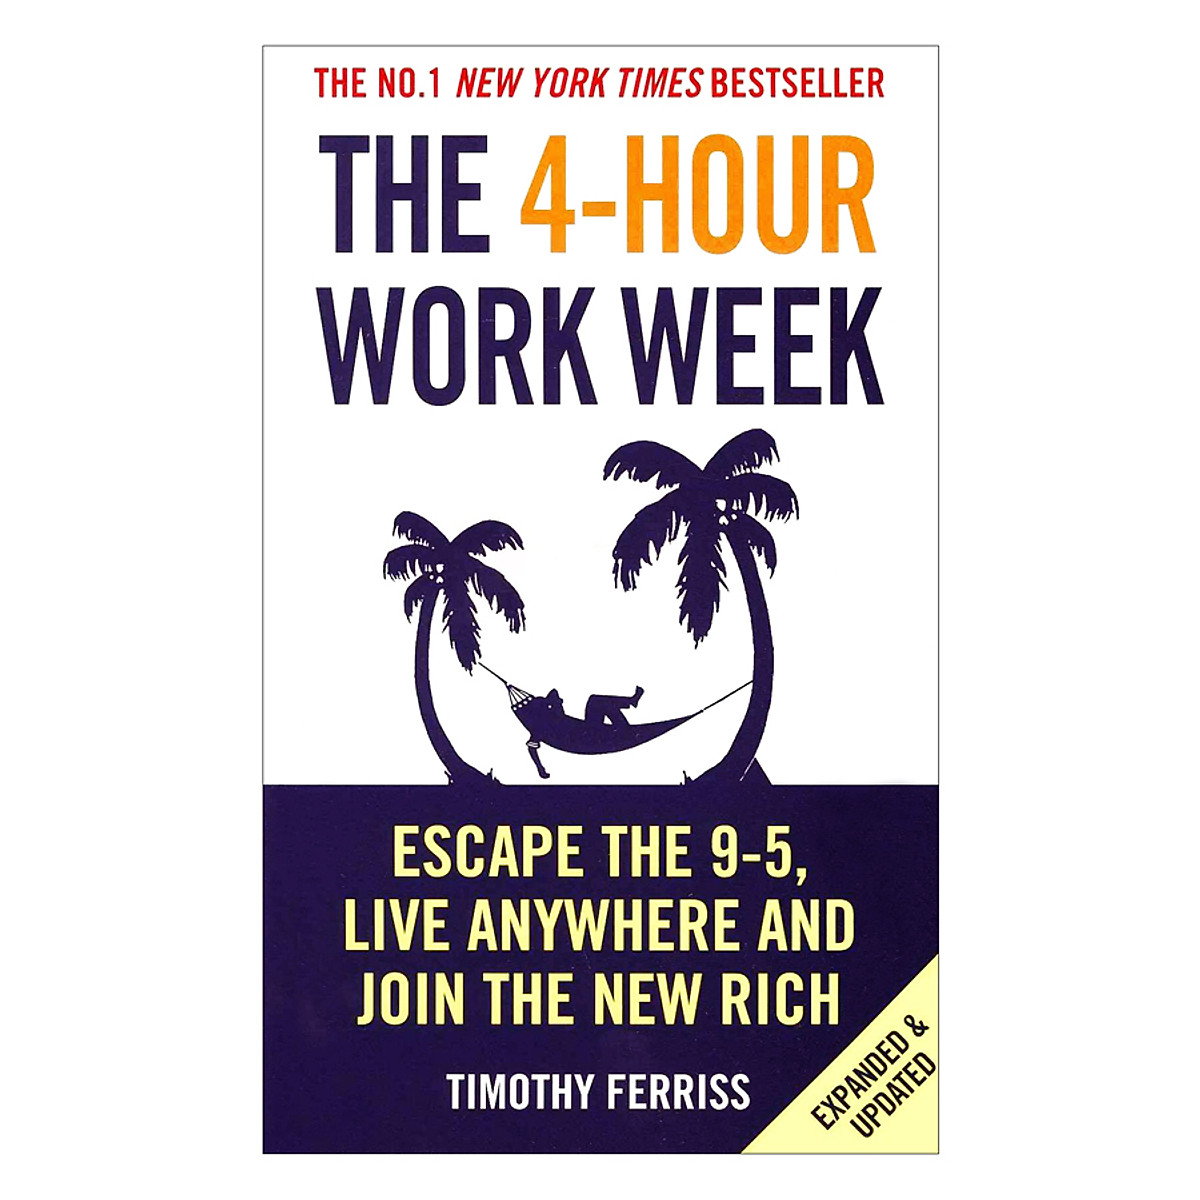 THE NO.1 NEW YORK TIMES BESTSELLER
THE 4-HOUR
WORK WEEK
ESCAPE THE 9-5,
LIVE ANYWHERE AND
JOIN THE NEW RICH
TIMOTHY FERRISS
EXPANDED &
UPDATED